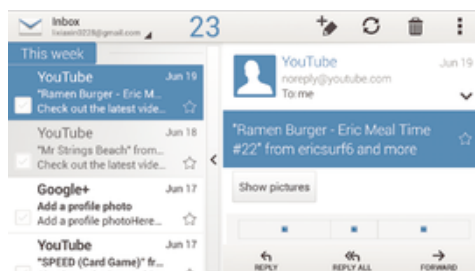 Inbox
23
This week
YouTube Jun 19
"Ramen Burger - Eric M...
Check out the latest vide...
YouTube Jun 18
"Mr Strings Beach" from...
Check out the latest vide...
Google+ Jun 17
Add a profile photo
Add a profile photoHere...
YouTube Jun 17
"SPEED (Card Game)" fr...
YouTube Jun 19
noreply@youtube.com
To: me
"Ramen Burger - Eric Meal Time
#22" from ericsurf6 and more
Show pictures
REPLY
REPLY ALL
FORWARD